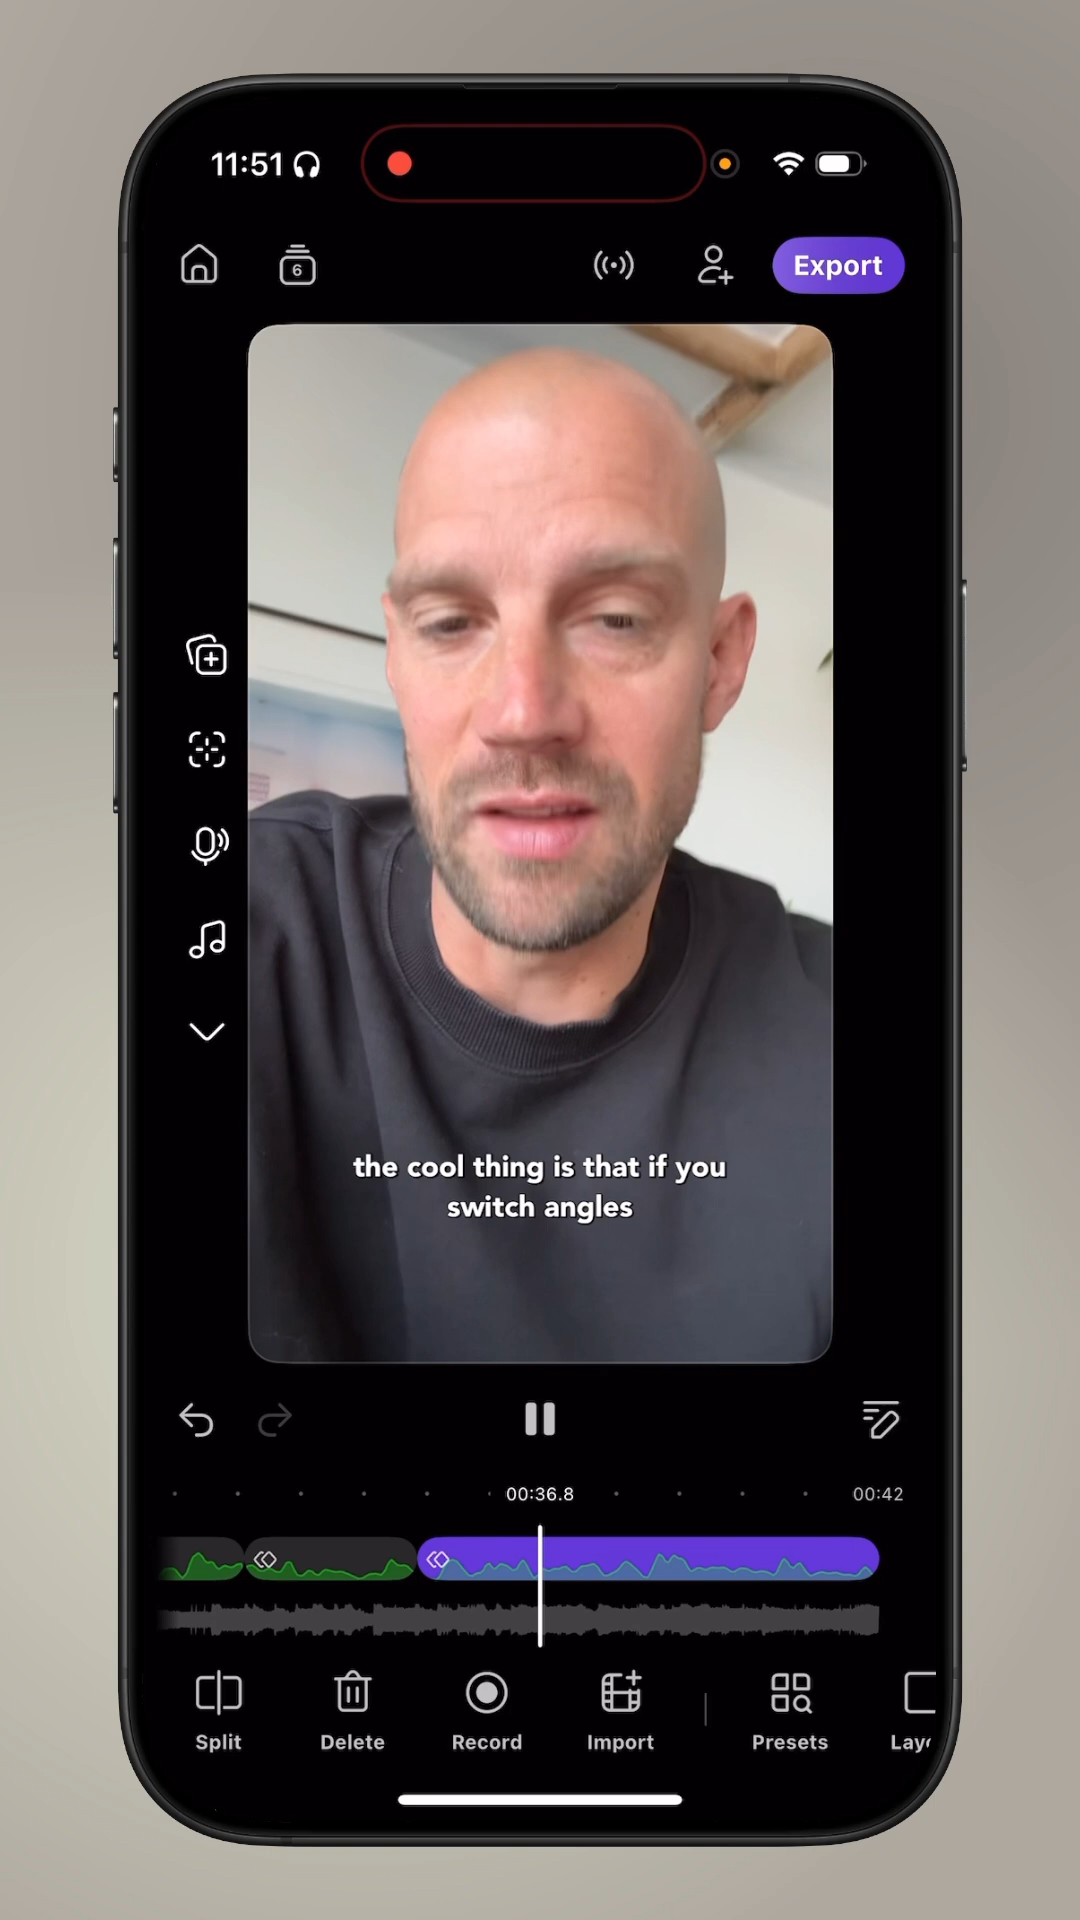 11:51
6
Export
the cool thing is that if you
switch angles
00:36.8
00:42
Split
Delete
Record
Import
Presets
Lay